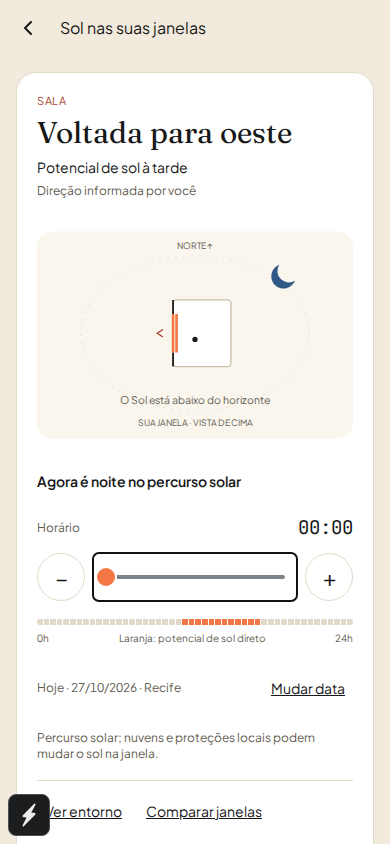 Sol nas suas janelas
SALA
Voltada para oeste
Potencial de sol à tarde
Direção informada por você
NORTE↑
O Sol está abaixo do horizonte
SUA JANELA · VISTA DE CIMA
Agora é noite no percurso solar
Horário 00:00
− +
0h Laranja: potencial de sol direto 24h
Hoje · 27/10/2026 · Recife Mudar data
Percurso solar; nuvens e proteções locais podem
mudar o sol na janela.
Ver entorno Comparar janelas